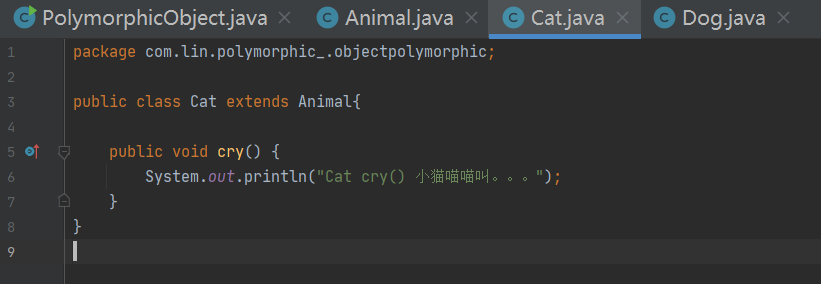 PolymorphicObject.java Animal.java Cat.java Dog.java
1 package com.lin.polymorphic_.objectpolymorphic;
2
3 public class Cat extends Animal{
4
5 public void cry() {
6 System.out.println("Cat cry() 小猫喵喵叫。。。");
7 }
8 }
9